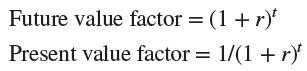 Future value factor = (1 + r)^t
Present value factor = 1/(1 + r)^t